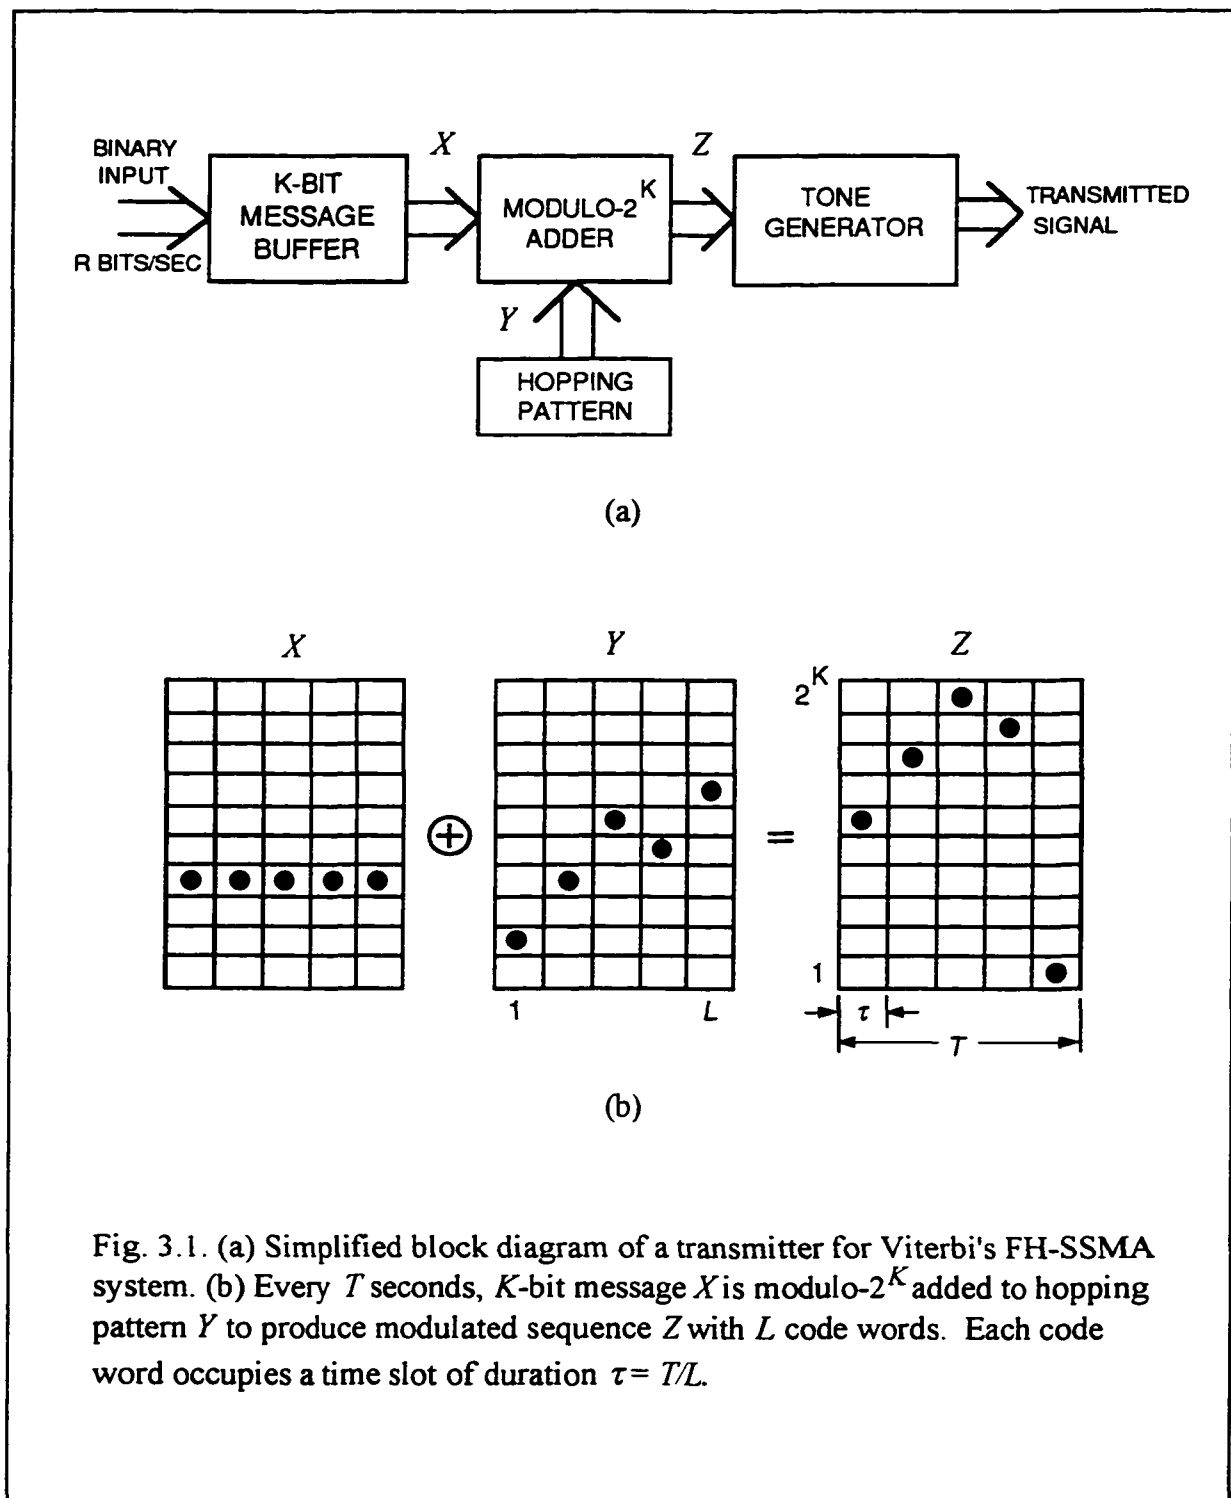 BINARY
INPUT
R BITS/SEC
K-BIT
MESSAGE
BUFFER
X
MODULO-2^K
ADDER
Z
TONE
GENERATOR
TRANSMITTED
SIGNAL
Y
HOPPING
PATTERN
(a)
X
Y
Z
2^K
⊕
=
1
1
L
τ
T
(b)
Fig. 3.1. (a) Simplified block diagram of a transmitter for Viterbi's FH-SSMA
system. (b) Every T seconds, K-bit message X is modulo-2^K added to hopping
pattern Y to produce modulated sequence Z with L code words. Each code
word occupies a time slot of duration τ = T/L.